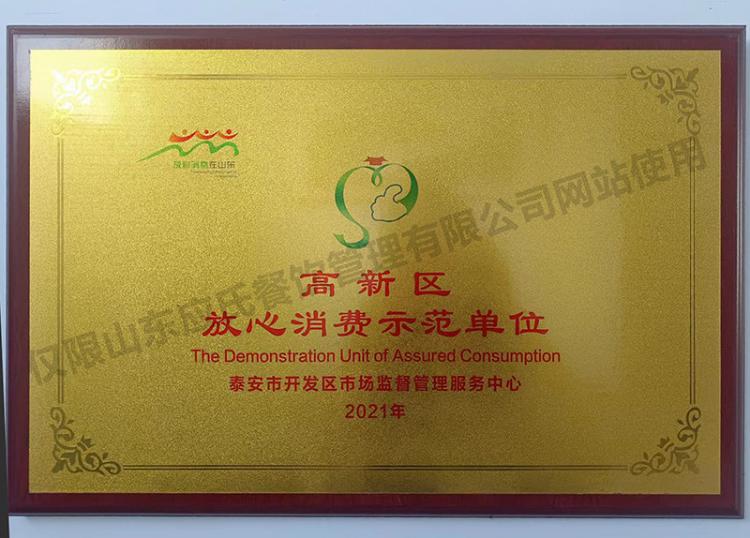 放心消费在山东
高新区
放心消费示范单位
The Demonstration Unit of Assured Consumption
泰安市开发区市场监督管理服务中心
2021年
仅限山东应氏餐饮管理有限公司网站使用